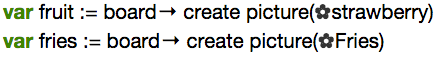 var fruit := board→ create picture(✿strawberry)
var fries := board→ create picture(✿Fries)